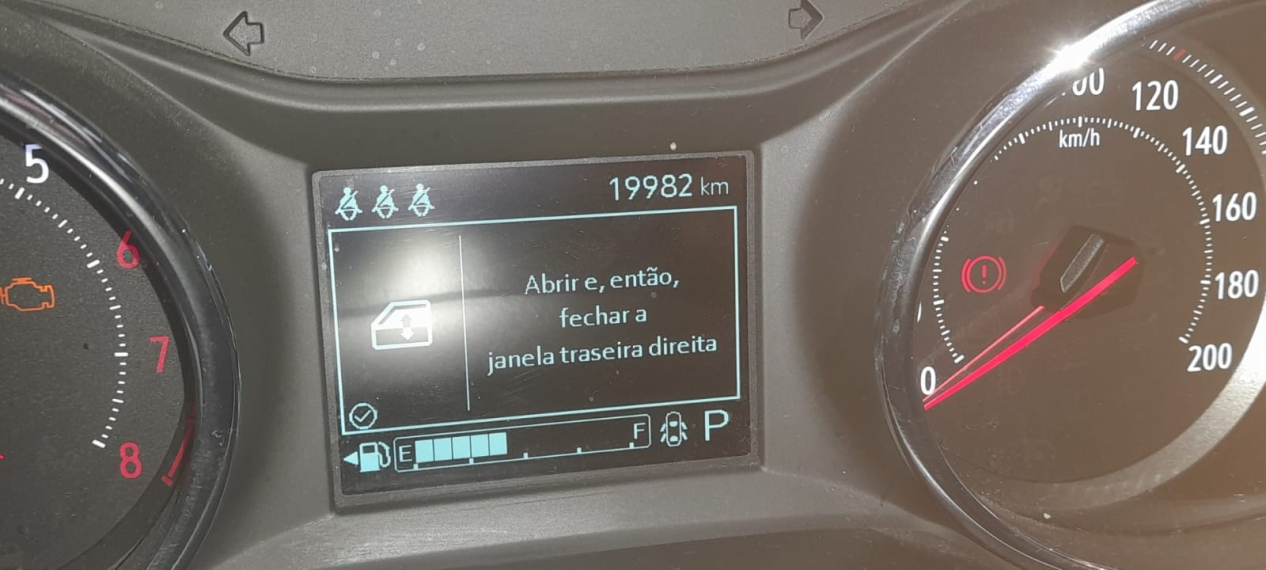 19982 km
Abrir e, então,
fechar a
janela traseira direita
E
F
P
5
6
7
8
km/h
0
120
140
160
180
200